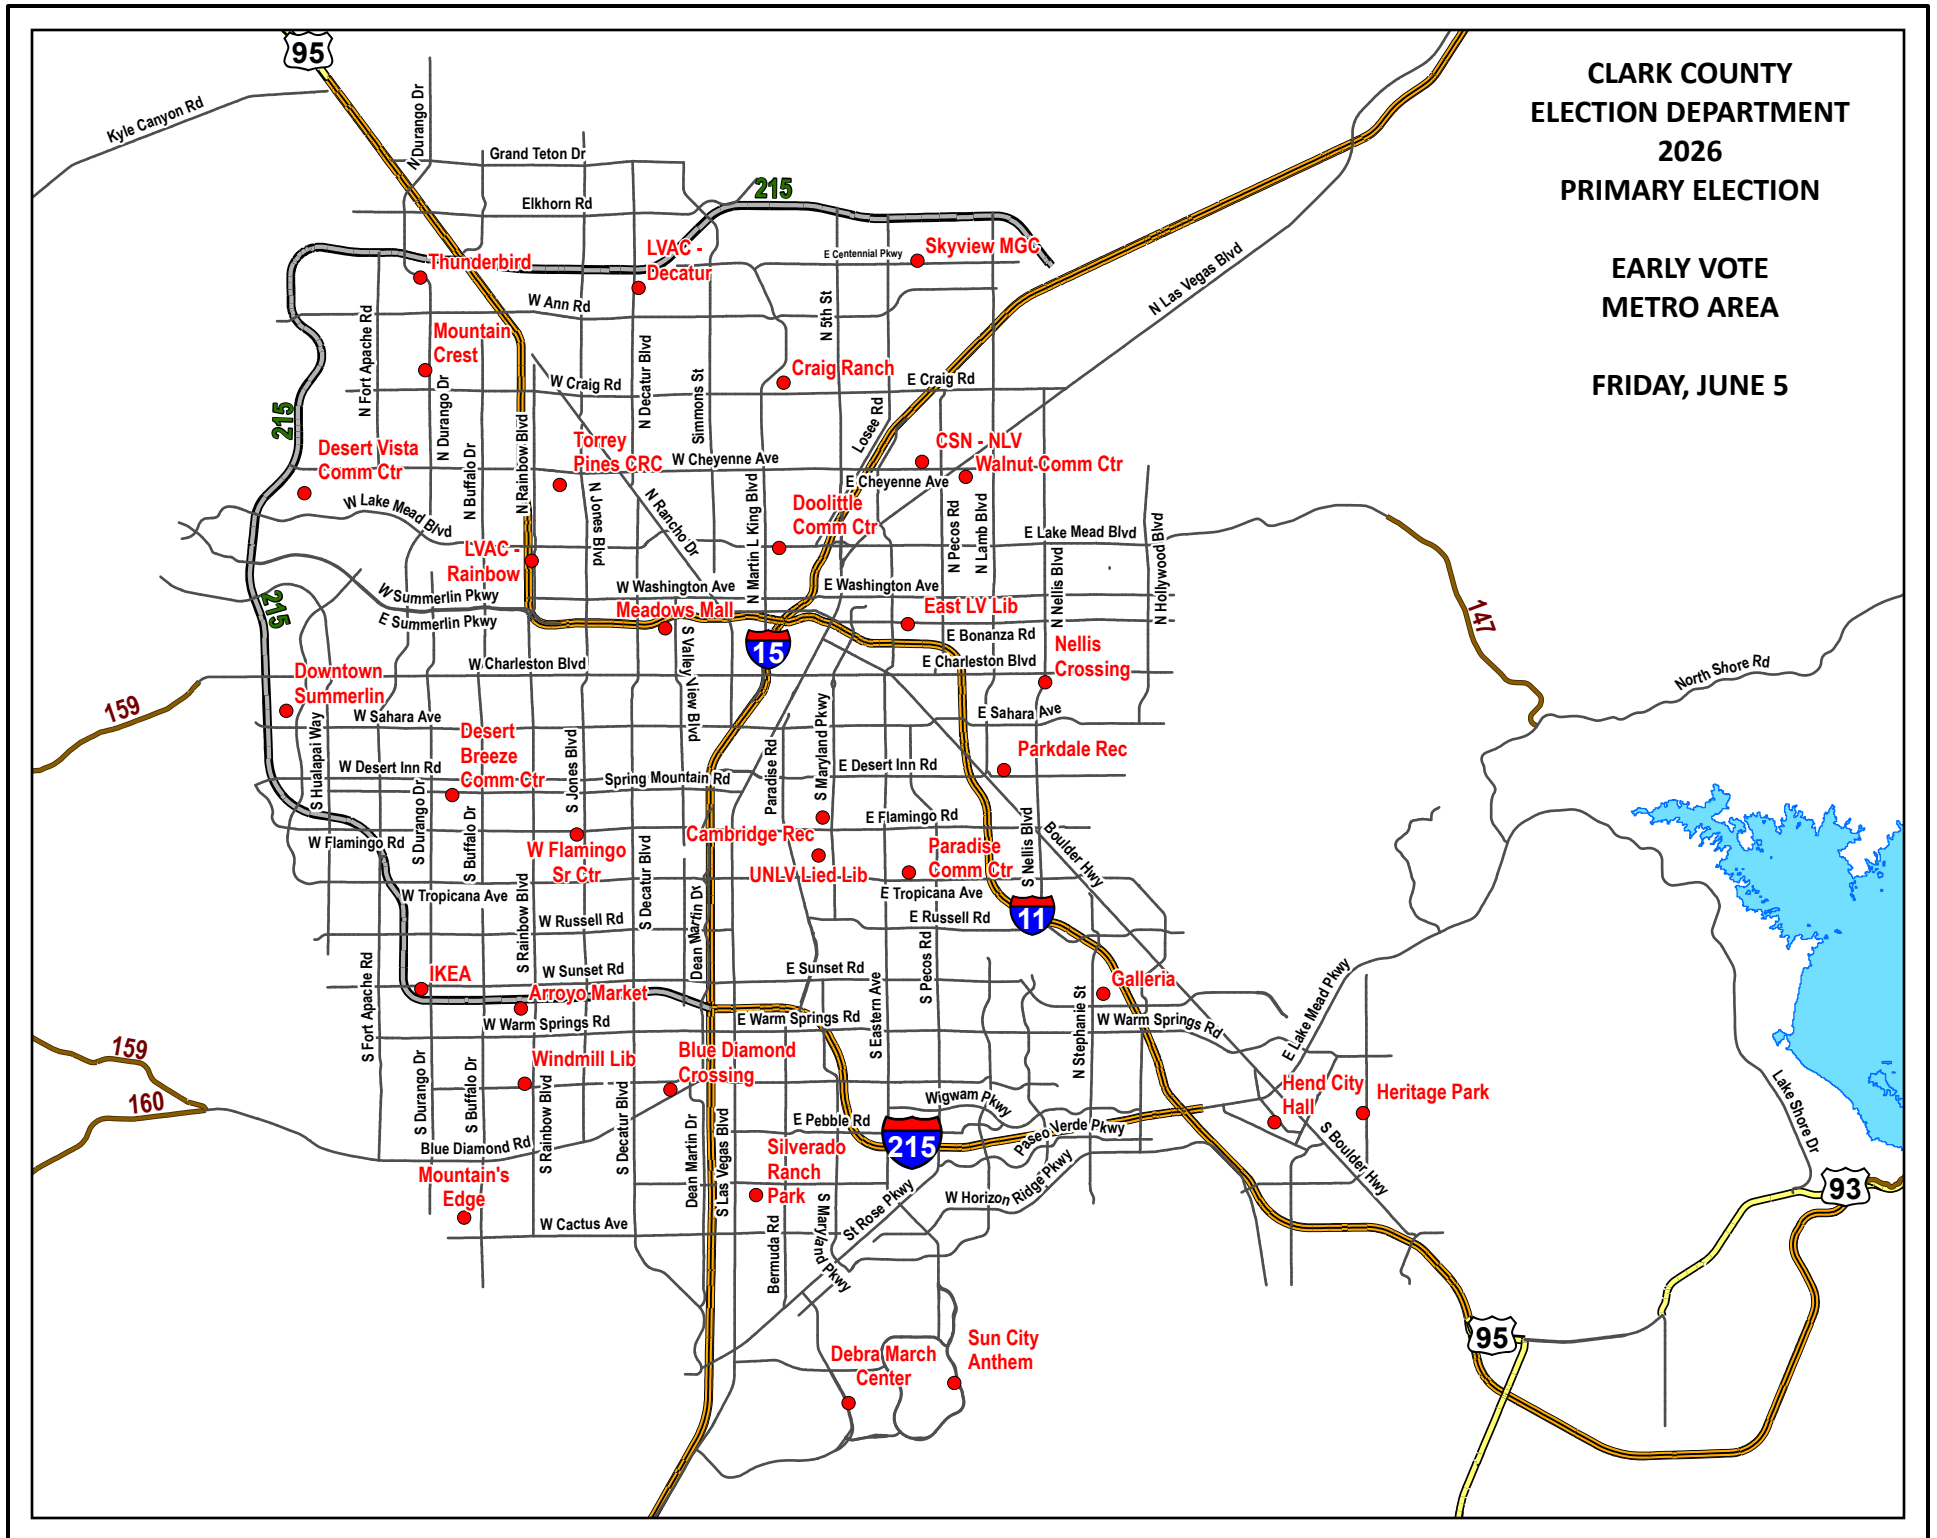 CLARK COUNTY
ELECTION DEPARTMENT
2026
PRIMARY ELECTION
EARLY VOTE
METRO AREA
FRIDAY, JUNE 5
95
Kyle Canyon Rd
N Durango Dr
Grand Teton Dr
Elkhorn Rd
215
Thunderbird
LVAC -
Decatur
E Centennial Pkwy
Skyview MGC
N Las Vegas Blvd
W Ann Rd
N Fort Apache Rd
N 5th St
Mountain
Crest
N Decatur Blvd
Simmons St
Craig Ranch
W Craig Rd
E Craig Rd
215
N Durango Dr
N Buffalo Dr
N Rainbow Blvd
Losee Rd
Desert Vista
Comm Ctr
Torrey
Pines CRC
W Cheyenne Ave
CSN - NLV
Walnut Comm Ctr
E Cheyenne Ave
W Lake Mead Blvd
N Jones Blvd
N Rancho Dr
N Martin L King Blvd
Doolittle
Comm Ctr
N Pecos Rd
N Lamb Blvd
E Lake Mead Blvd
N Nellis Blvd
N Hollywood Blvd
LVAC -
Rainbow
W Washington Ave
E Washington Ave
W Summerlin Pkwy
E Summerlin Pkwy
215
Meadows Mall
East LV Lib
E Bonanza Rd
147
15
S Valley View Blvd
W Charleston Blvd
E Charleston Blvd
Nellis
Crossing
North Shore Rd
Downtown
Summerlin
159
W Sahara Ave
E Sahara Ave
S Hualapai Way
Desert
Breeze
Comm Ctr
W Desert Inn Rd
S Jones Blvd
Spring Mountain Rd
Paradise Rd
S Maryland Pkwy
E Desert Inn Rd
Parkdale Rec
S Durango Dr
S Buffalo Dr
W Flamingo Rd
E Flamingo Rd
W Flamingo
Sr Ctr
Cambridge Rec
UNLV Lied Lib
Paradise
Comm Ctr
S Nellis Blvd
Boulder Hwy
S Decatur Blvd
W Tropicana Ave
E Tropicana Ave
S Rainbow Blvd
Dean Martin Dr
W Russell Rd
E Russell Rd
11
S Fort Apache Rd
IKEA
W Sunset Rd
E Sunset Rd
S Pecos Rd
S Eastern Ave
Galleria
E Lake Mead Pkwy
Arroyo Market
W Warm Springs Rd
E Warm Springs Rd
N Stephanie St
W Warm Springs Rd
159
160
S Durango Dr
S Buffalo Dr
Windmill Lib
S Rainbow Blvd
S Decatur Blvd
Blue Diamond
Crossing
Dean Martin Dr
S Las Vegas Blvd
Wigwam Pkwy
E Pebble Rd
215
Paseo Verde Pkwy
Hend City
Hall
Heritage Park
S Boulder Hwy
Lake Shore Dr
Blue Diamond Rd
Mountain's
Edge
Silverado
Ranch
Park
W Horizon Ridge Pkwy
St Rose Pkwy
S Maryland Pkwy
Bermuda Rd
W Cactus Ave
93
95
Debra March
Center
Sun City
Anthem